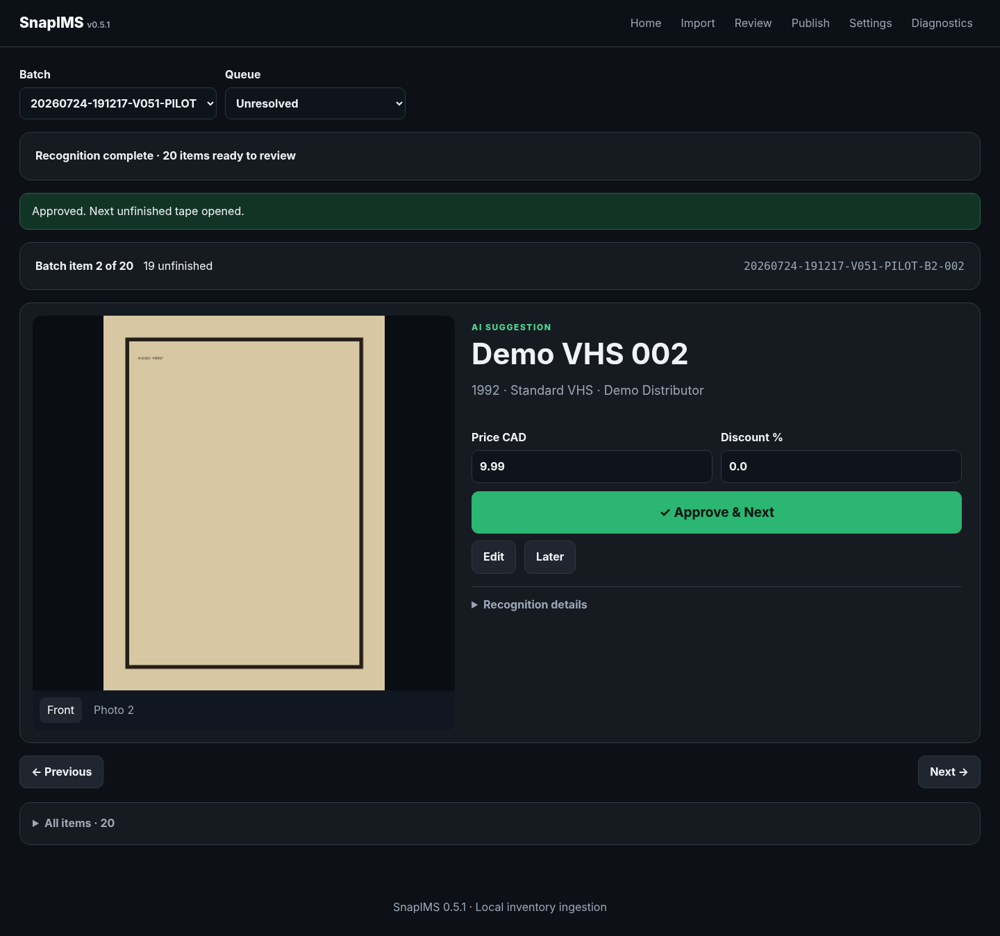 SnapIMS v0.5.1
Home Import Review Publish Settings Diagnostics
Batch Queue
20260724-191217-V051-PILOT Unresolved
Recognition complete · 20 items ready to review
Approved. Next unfinished tape opened.
Batch item 2 of 20 19 unfinished 20260724-191217-V051-PILOT-B2-002
VHS002 · FRONT
AI SUGGESTION
Demo VHS 002
1992 · Standard VHS · Demo Distributor
Price CAD Discount %
9.99 0.0
✓ Approve & Next
Edit Later
▶ Recognition details
Front Photo 2
← Previous Next →
▶ All items · 20
SnapIMS 0.5.1 · Local inventory ingestion